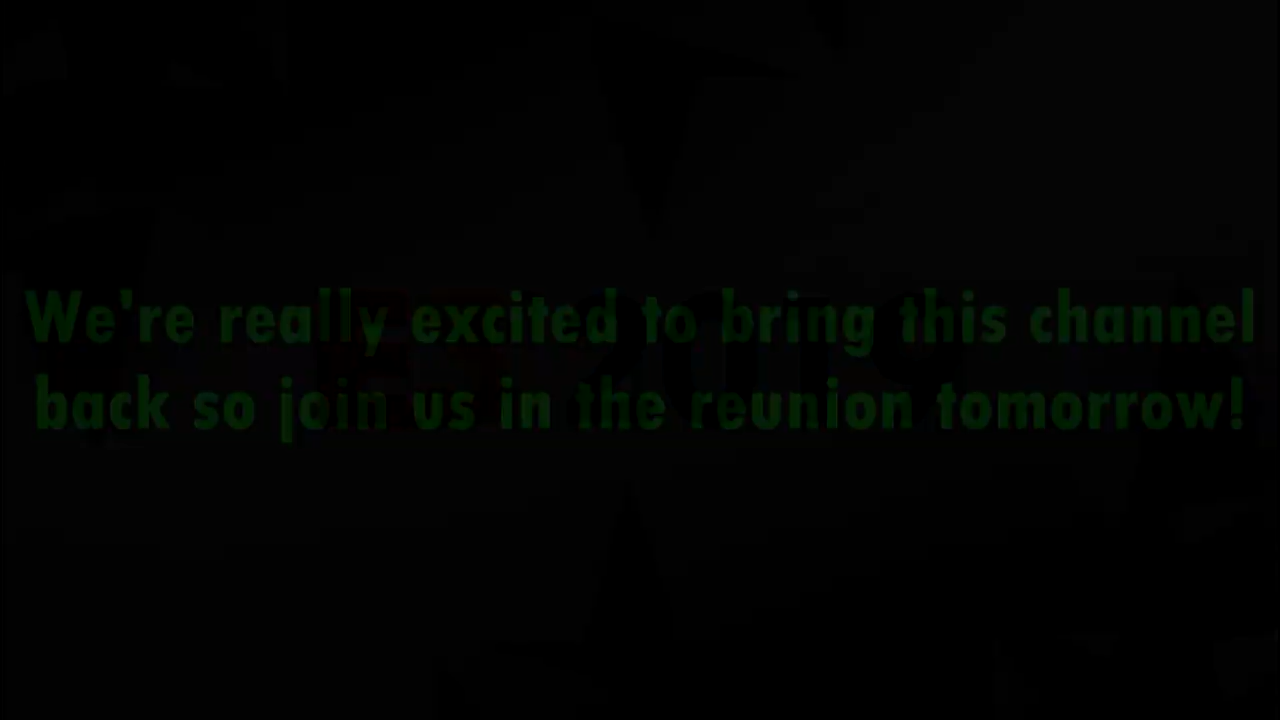 We're really excited to bring this channel
back so join us in the reunion tomorrow!